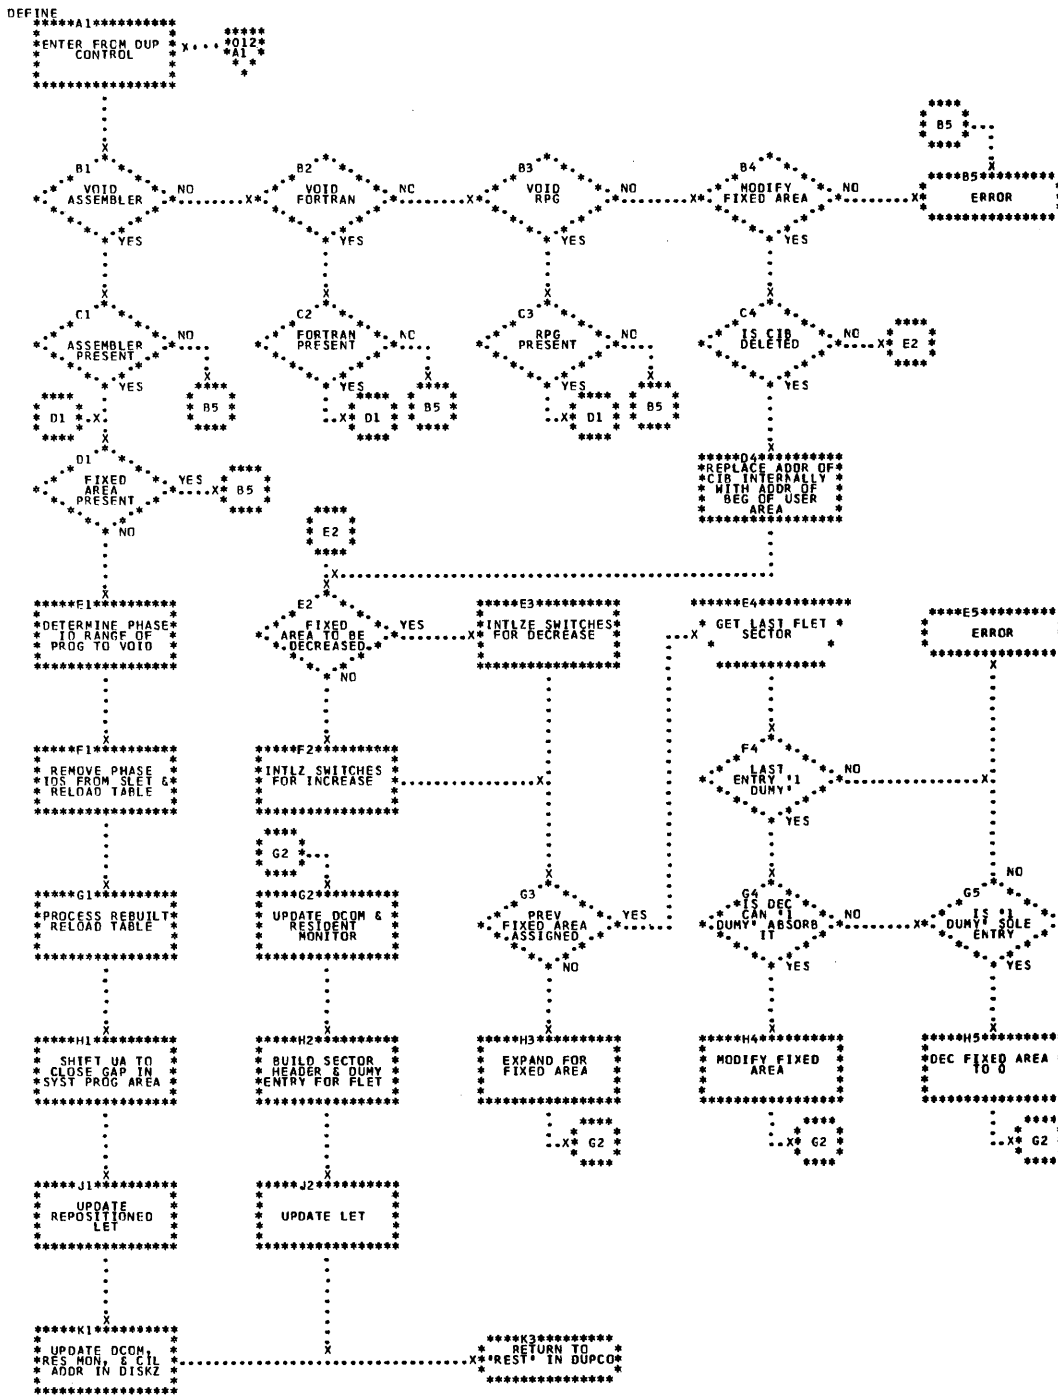 DEFINE
A1
ENTER FROM DUP
CONTROL
012
A1
B5
B1
VOID
ASSEMBLER
NO
YES
B2
VOID
FORTRAN
NO
YES
B3
VOID
RPG
NO
YES
B4
MODIFY
FIXED AREA
NO
YES
B5
ERROR
C1
ASSEMBLER
PRESENT
NO
YES
B5
C2
FORTRAN
PRESENT
NO
YES
B5
C3
RPG
PRESENT
NO
YES
B5
C4
IS CIB
DELETED
NO
YES
E2
D1
D1
D1
D1
FIXED
AREA
PRESENT
YES
NO
B5
D4
REPLACE ADDR OF
CIB INTERNALLY
WITH ADDR OF
BEG OF USER
AREA
E2
E1
DETERMINE PHASE
ID RANGE OF
PROG TO VOID
E2
FIXED
AREA TO BE
DECREASED
YES
NO
E3
INTLZE SWITCHES
FOR DECREASE
E4
GET LAST FLET
SECTOR
E5
ERROR
F1
REMOVE PHASE
IDS FROM SLET &
RELOAD TABLE
F2
INTLZ SWITCHES
FOR INCREASE
F4
LAST
ENTRY '1
DUMY'
NO
YES
G2
G1
PROCESS REBUILT
RELOAD TABLE
G2
UPDATE DCOM &
RESIDENT
MONITOR
G3
PREV
FIXED AREA
ASSIGNED
YES
NO
G4
IS DEC
CAN '1
DUMY' ABSORB
IT
NO
YES
G5
IS '1
DUMY' SOLE
ENTRY
NO
YES
H1
SHIFT UA TO
CLOSE GAP IN
SYST PROG AREA
H2
BUILD SECTOR
HEADER & DUMY
ENTRY FOR FLET
H3
EXPAND FOR
FIXED AREA
H4
MODIFY FIXED
AREA
H5
DEC FIXED AREA
TO 0
G2
G2
G2
J1
UPDATE
REPOSITIONED
LET
J2
UPDATE LET
K1
UPDATE DCOM,
RES MON, & CIL
ADDR IN DISKZ
K3
RETURN TO
'REST' IN DUPCO